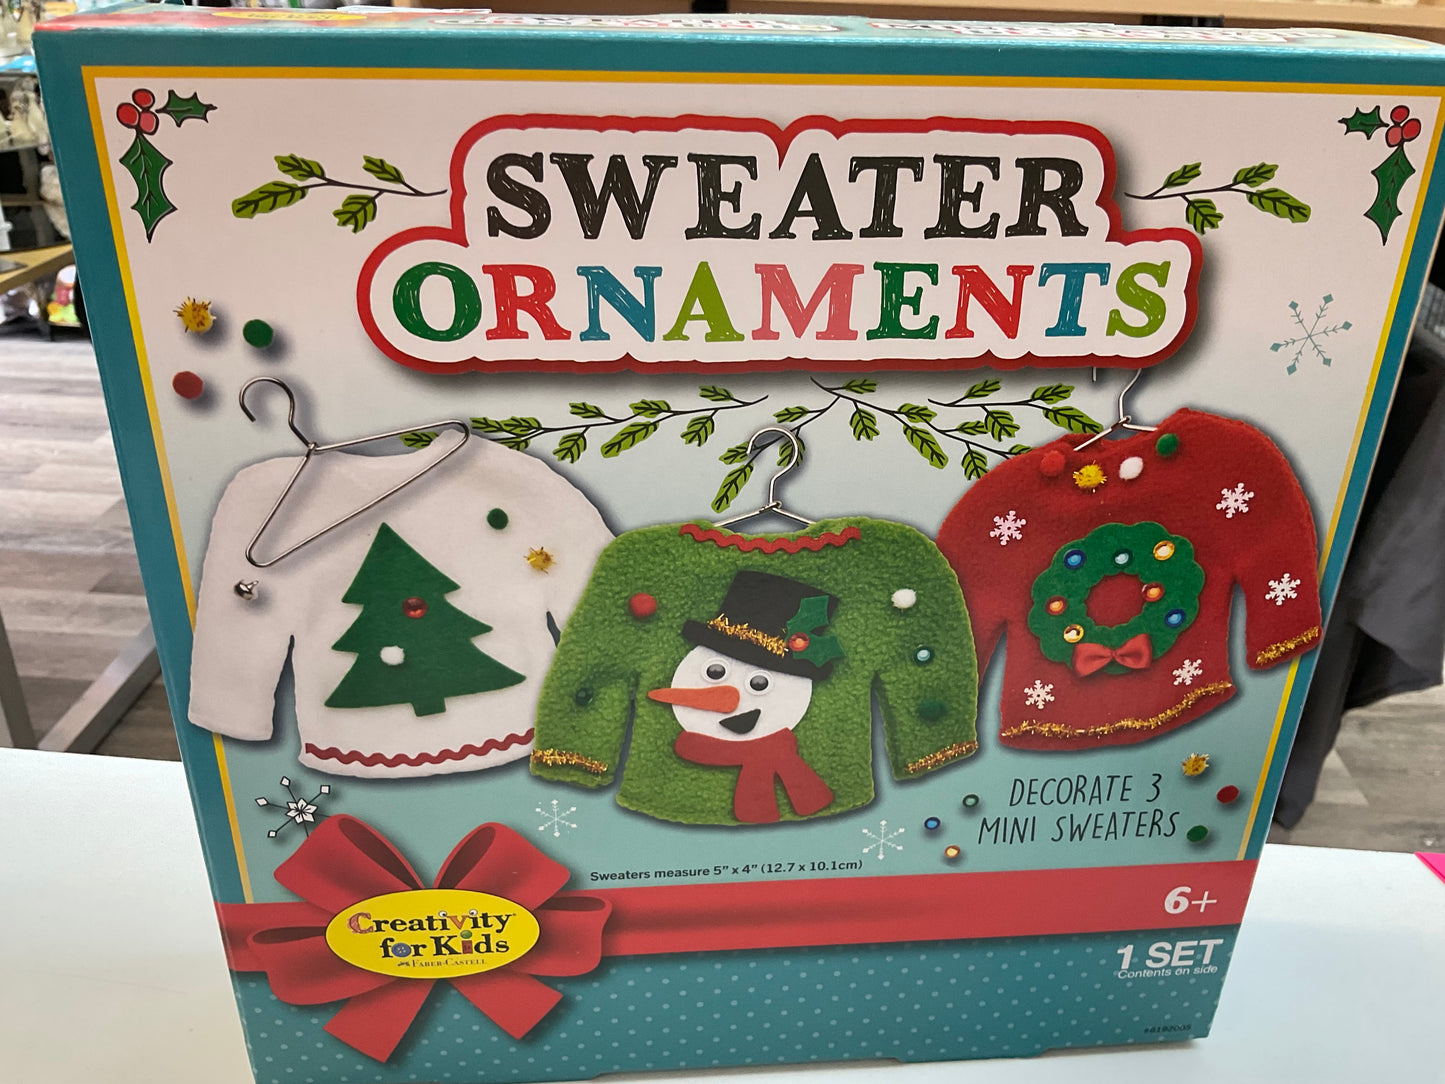 SWEATER
ORNAMENTS
DECORATE 3
MINI SWEATERS
Sweaters measure 5" x 4" (12.7 x 10.1cm)
Creativity
for Kids
FABER-CASTELL
6+
1 SET
Contents on side
#6192005